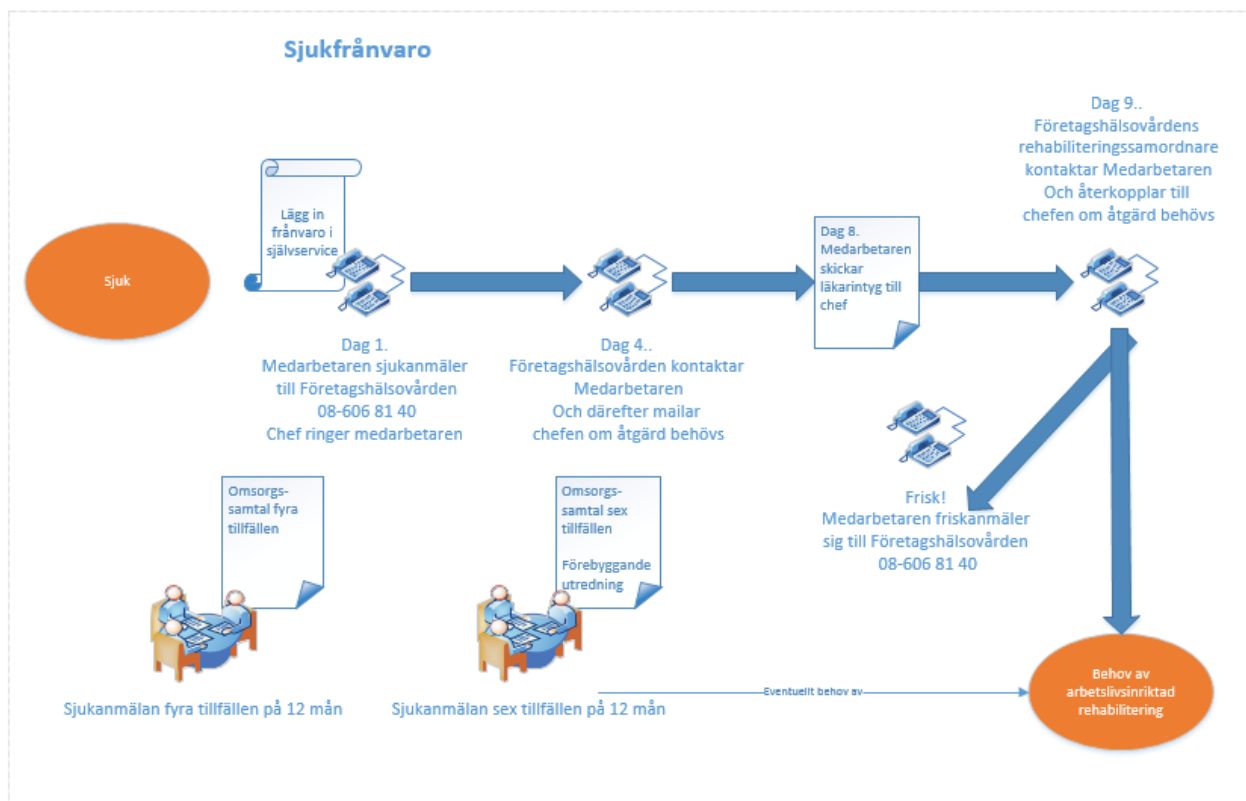 Sjukfrånvaro
Sjuk
Lägg in
frånvaro i
självservice
Dag 1.
Medarbetaren sjukanmäler
till Företagshälsovården
08-606 81 40
Chef ringer medarbetaren
Dag 4..
Företagshälsovården kontaktar
Medarbetaren
Och därefter mailar
chefen om åtgärd behövs
Dag 8.
Medarbetaren
skickar
läkarintyg till
chef
Dag 9..
Företagshälsovårdens
rehabiliteringssamordnare
kontaktar Medarbetaren
Och återkopplar till
chefen om åtgärd behövs
Frisk!
Medarbetaren friskanmäler
sig till Företagshälsovården
08-606 81 40
Omsorgs-
samtal fyra
tillfällen
Sjukanmälan fyra tillfällen på 12 mån
Omsorgs-
samtal sex
tillfällen
Förebyggande
utredning
Sjukanmälan sex tillfällen på 12 mån
Eventuellt behov av
Behov av
arbetslivsinriktad
rehabilitering